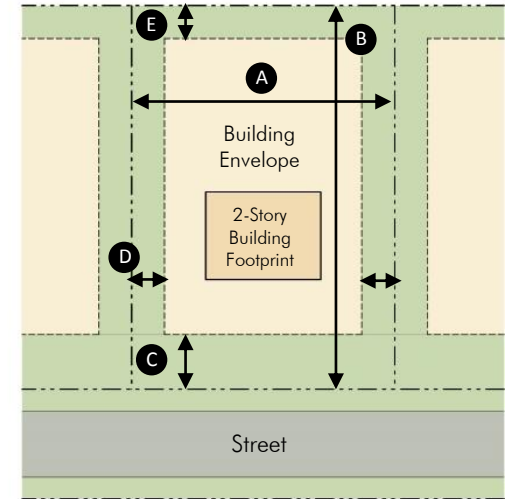 E
B
A
Building
Envelope
2-Story
Building
Footprint
D
C
Street